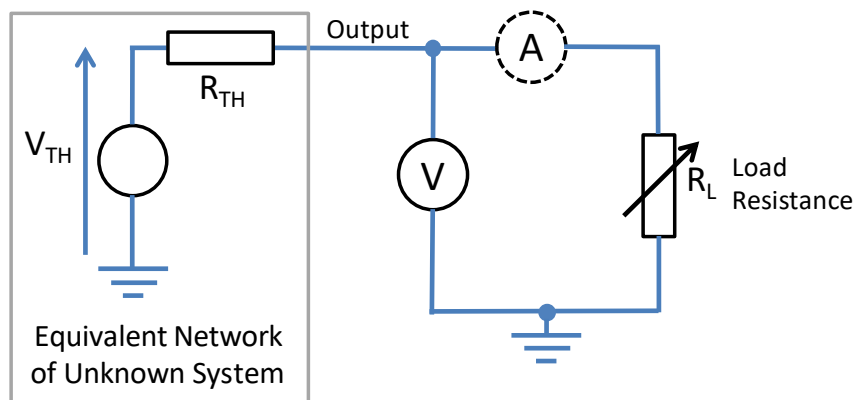 Output
A
R_TH
V_TH
V
R_L
Load
Resistance
Equivalent Network
of Unknown System